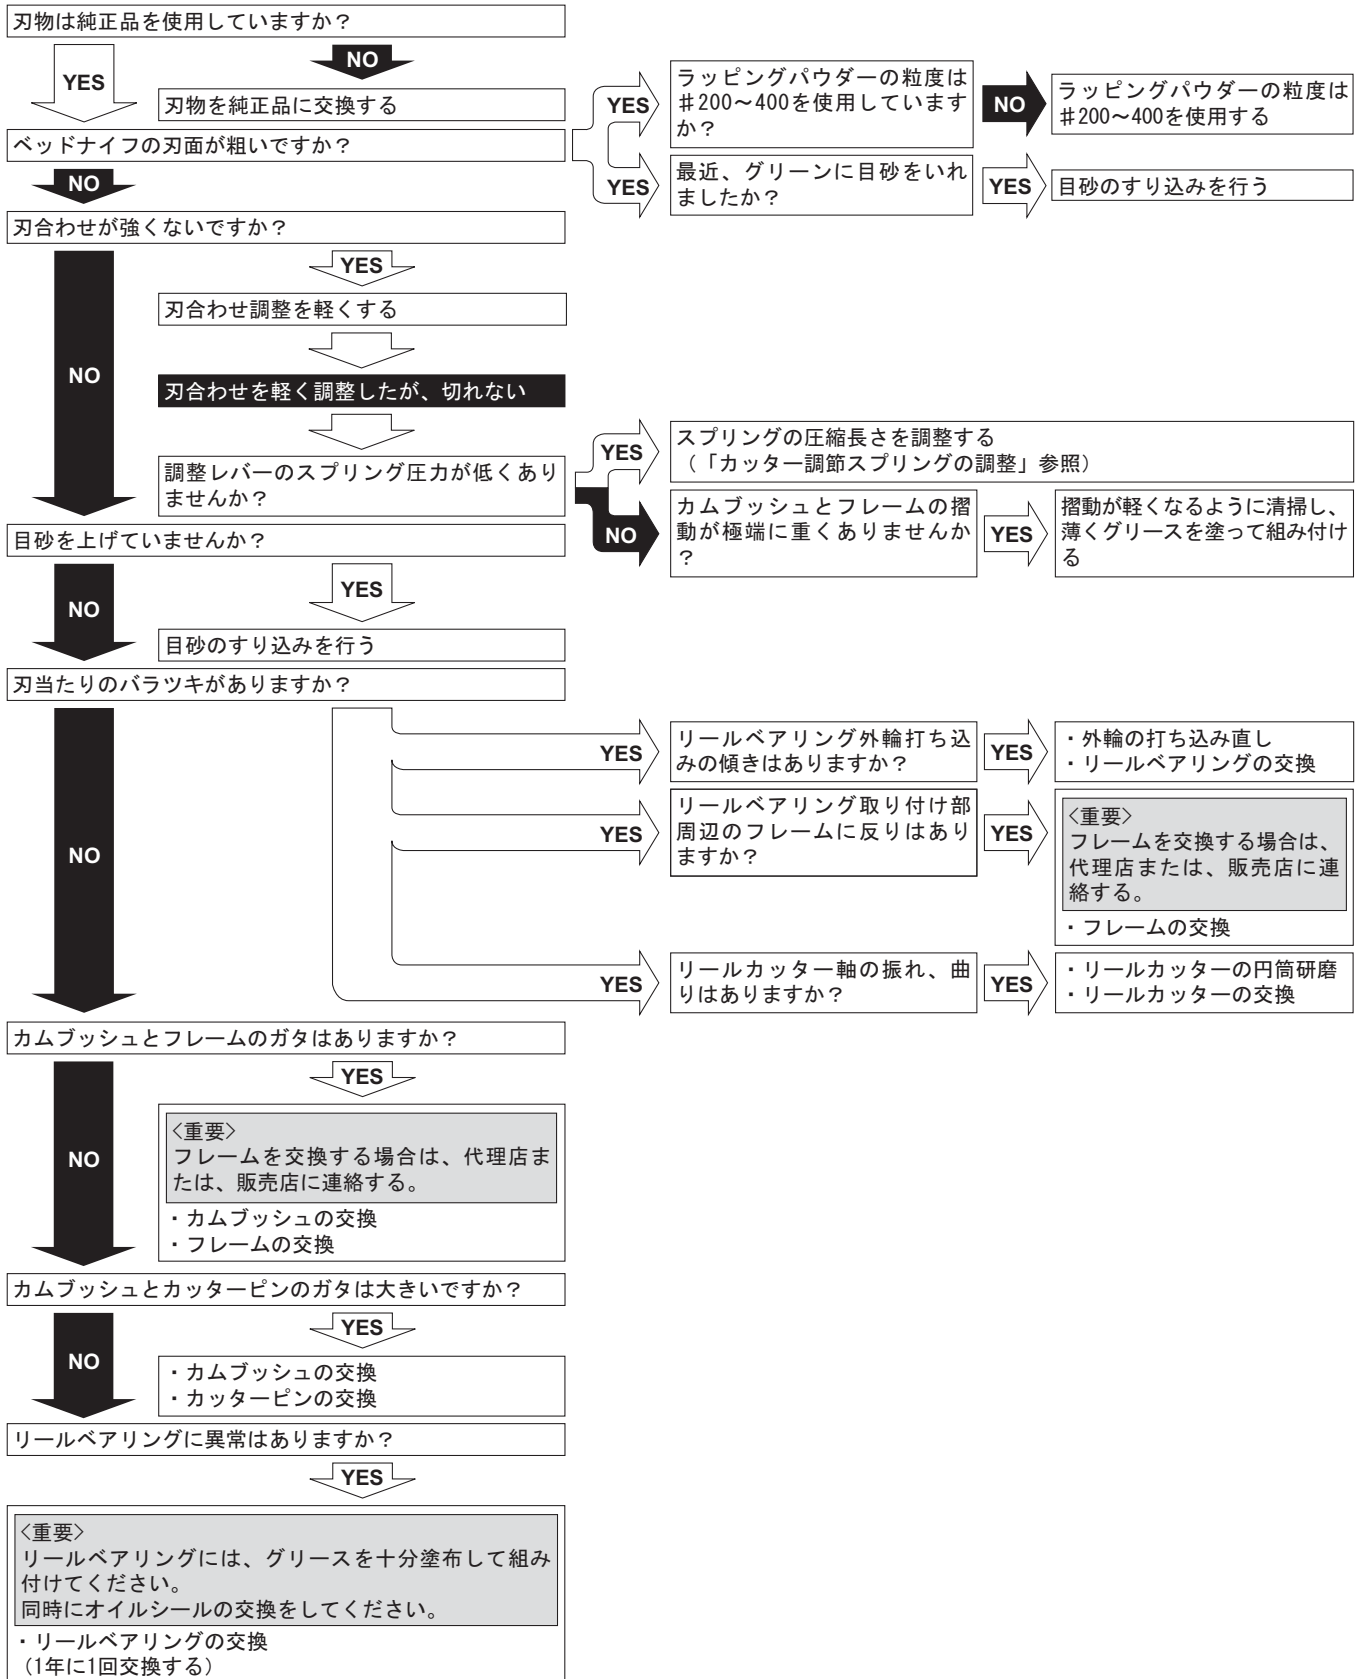 刃物は純正品を使用していますか？
YES
NO
刃物を純正品に交換する
ベッドナイフの刃面が粗いですか？
YES
ラッピングパウダーの粒度は
＃200～400を使用しています
か？
NO
ラッピングパウダーの粒度は
＃200～400を使用する
YES
最近、グリーンに目砂をいれ
ましたか？
YES
目砂のすり込みを行う
NO
刃合わせが強くないですか？
YES
刃合わせ調整を軽くする
NO
刃合わせを軽く調整したが、切れない
調整レバーのスプリング圧力が低くあり
ませんか？
YES
スプリングの圧縮長さを調整する
（「カッター調節スプリングの調整」参照）
NO
カムブッシュとフレームの摺
動が極端に重くありませんか
？
YES
摺動が軽くなるように清掃し、
薄くグリースを塗って組み付け
る
目砂を上げていませんか？
NO
YES
目砂のすり込みを行う
刃当たりのバラツキがありますか？
YES
リールベアリング外輪打ち込
みの傾きはありますか？
YES
・外輪の打ち込み直し
・リールベアリングの交換
NO
YES
リールベアリング取り付け部
周辺のフレームに反りはあり
ますか？
YES
〈重要〉
フレームを交換する場合は、
代理店または、販売店に連
絡する。
・フレームの交換
YES
リールカッター軸の振れ、曲
りはありますか？
YES
・リールカッターの円筒研磨
・リールカッターの交換
カムブッシュとフレームのガタはありますか？
YES
NO
〈重要〉
フレームを交換する場合は、代理店ま
たは、販売店に連絡する。
・カムブッシュの交換
・フレームの交換
カムブッシュとカッターピンのガタは大きいですか？
YES
NO
・カムブッシュの交換
・カッターピンの交換
リールベアリングに異常はありますか？
YES
〈重要〉
リールベアリングには、グリースを十分塗布して組み
付けてください。
同時にオイルシールの交換をしてください。
・リールベアリングの交換
（1年に1回交換する）